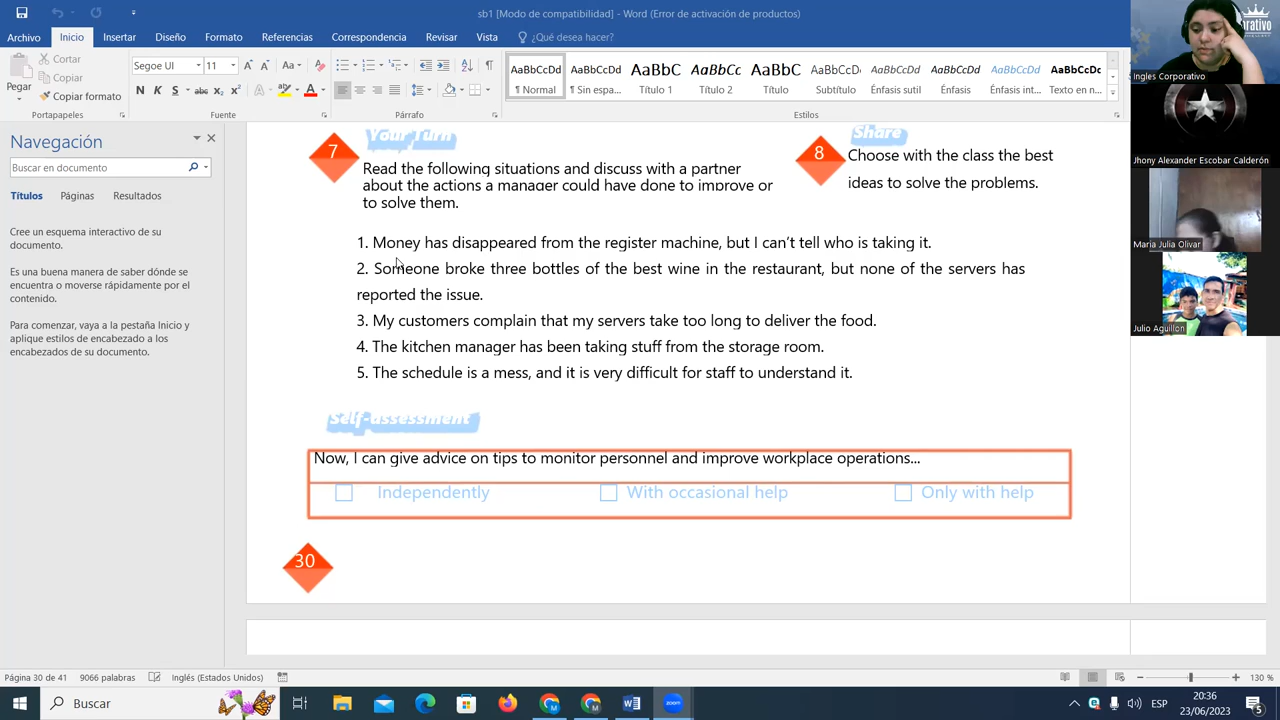 sb1 [Modo de compatibilidad] - Word (Error de activación de productos)
Archivo Inicio Insertar Diseño Formato Referencias Correspondencia Revisar Vista ¿Qué desea hacer?
Pegar
Cortar
Copiar
Copiar formato
Portapapeles
Segoe UI 11
Fuente
Párrafo
AaBbCcDd AaBbCcDd AaBbC AaBbCc AaBbC AaBbCcD AaBbCcDd AaBbCcDd AaBbCcDd AaBbCcDc
¶ Normal ¶ Sin espa... Título 1 Título 2 Título Subtítulo Énfasis sutil Énfasis Énfasis int... Texto en n...
Estilos
Navegación
Buscar en documento
Títulos Páginas Resultados
Cree un esquema interactivo de su
documento.
Es una buena manera de saber dónde se
encuentra o moverse rápidamente por el
contenido.
Para comenzar, vaya a la pestaña Inicio y
aplique estilos de encabezado a los
encabezados de su documento.
7
Your Turn
Read the following situations and discuss with a partner
about the actions a manager could have done to improve or
to solve them.
8
Share
Choose with the class the best
ideas to solve the problems.
1. Money has disappeared from the register machine, but I can't tell who is taking it.
2. Someone broke three bottles of the best wine in the restaurant, but none of the servers has
reported the issue.
3. My customers complain that my servers take too long to deliver the food.
4. The kitchen manager has been taking stuff from the storage room.
5. The schedule is a mess, and it is very difficult for staff to understand it.
Self-assessment
Now, I can give advice on tips to monitor personnel and improve workplace operations...
Independently With occasional help Only with help
30
Ingles Corporativo
Jhony Alexander Escobar Calderón
Maria Julia Olivar
Julio Aguillon
Página 30 de 41 9066 palabras Inglés (Estados Unidos) 130 %
Buscar
zoom
ESP
20:36
23/06/2023
5